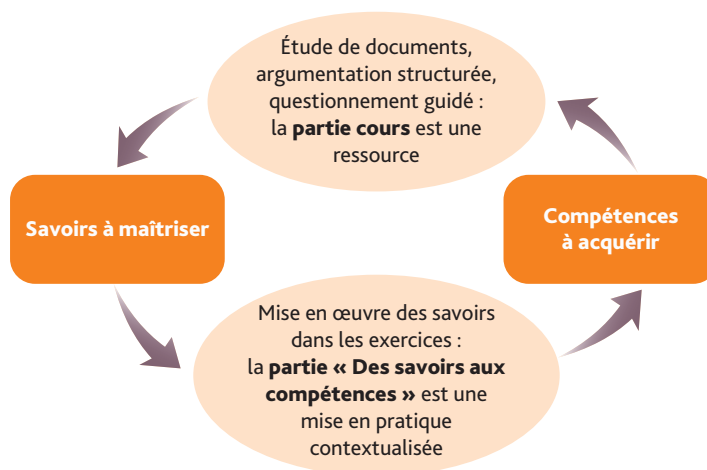 Étude de documents,
argumentation structurée,
questionnement guidé :
la partie cours est une
ressource
Savoirs à maîtriser
Compétences
à acquérir
Mise en œuvre des savoirs
dans les exercices :
la partie « Des savoirs aux
compétences » est une
mise en pratique
contextualisée